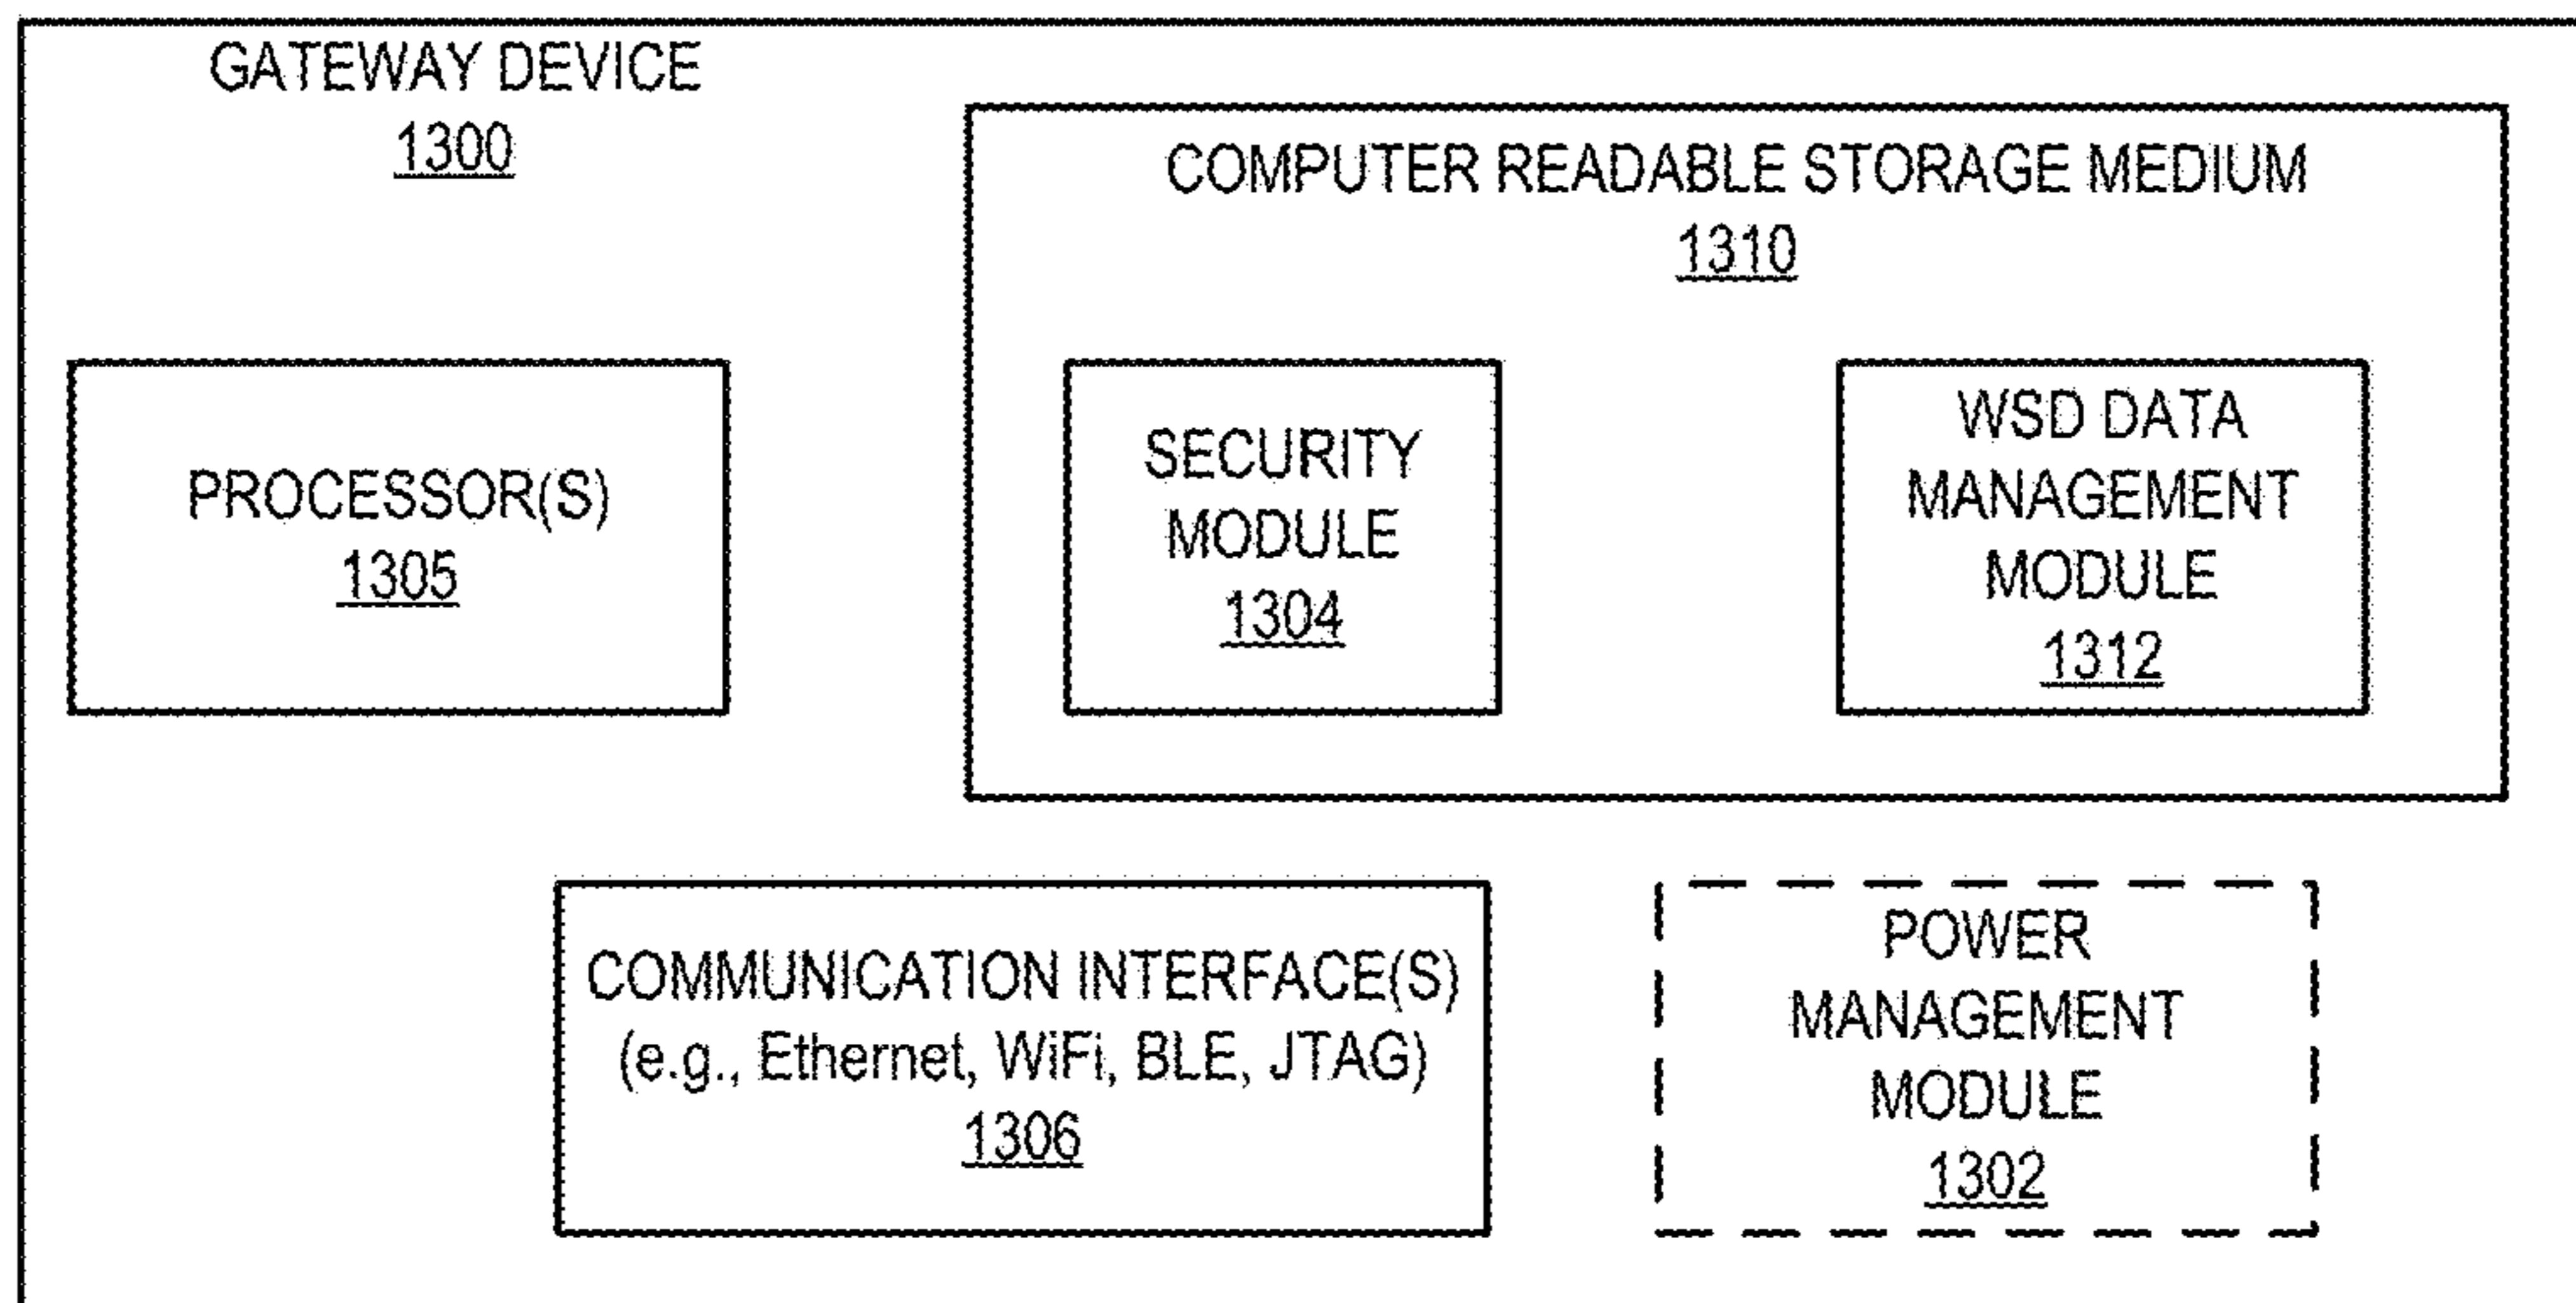 GATEWAY DEVICE
1300
COMPUTER READABLE STORAGE MEDIUM
1310
PROCESSOR(S)
1305
SECURITY
MODULE
1304
WSD DATA
MANAGEMENT
MODULE
1312
COMMUNICATION INTERFACE(S)
(e.g., Ethernet, WiFi, BLE, JTAG)
1306
POWER
MANAGEMENT
MODULE
1302